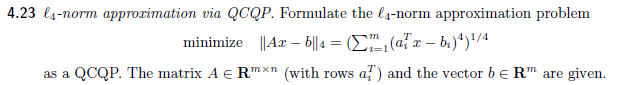 4.23 ℓ₄-norm approximation via QCQP. Formulate the ℓ₄-norm approximation problem
minimize ‖Ax − b‖₄ = (∑ᵢ₌₁ᵐ(aᵢᵀx − bᵢ)⁴)^{1/4}
as a QCQP. The matrix A ∈ R^{m×n} (with rows aᵢᵀ) and the vector b ∈ Rᵐ are given.